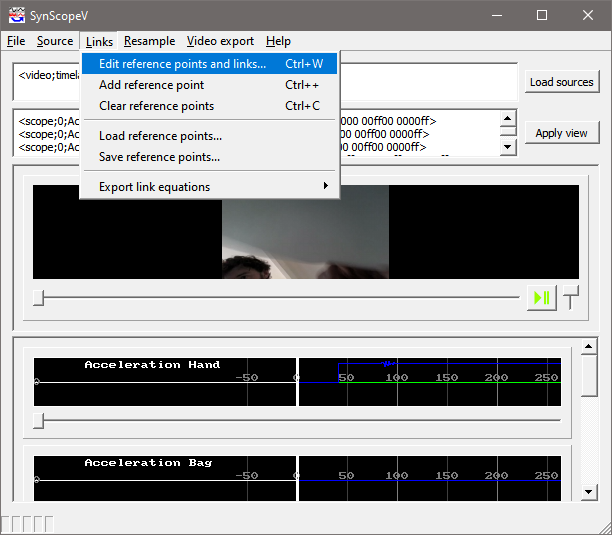 SynScopeV
File Source Links Resample Video export Help
Edit reference points and links... Ctrl+W
Add reference point Ctrl++
Clear reference points Ctrl+C
Load reference points...
Save reference points...
Export link equations
<video;timela
Load sources
<scope;0;Ac 000 00ff00 0000ff>
<scope;0;Ac 00ff00 0000ff>
<scope;0;Ac 00ff00 0000ff>
Apply view
Acceleration Hand
0 -50 0 50 100 150 200 250
Acceleration Bag
0 -50 0 50 100 150 200 250